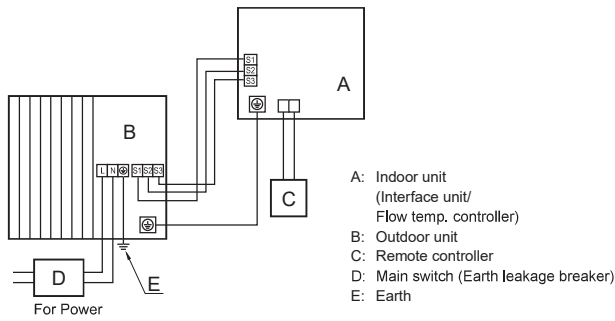 S1
S2
S3
A
B
L N S1 S2 S3
C
D
E
For Power
A: Indoor unit
(Interface unit/
Flow temp. controller)
B: Outdoor unit
C: Remote controller
D: Main switch (Earth leakage breaker)
E: Earth